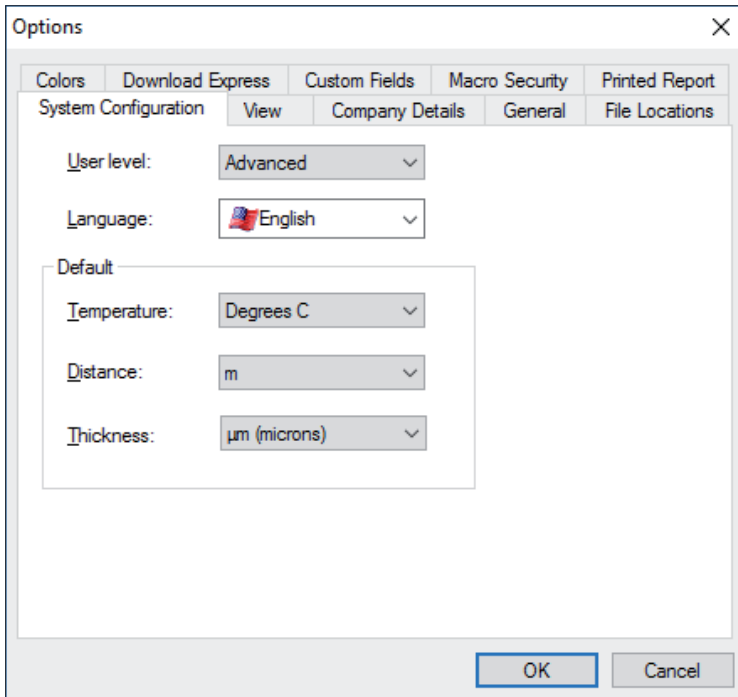 Options
Colors Download Express Custom Fields Macro Security Printed Report
System Configuration View Company Details General File Locations
User level: Advanced
Language: English
Default
Temperature: Degrees C
Distance: m
Thickness: µm (microns)
OK Cancel